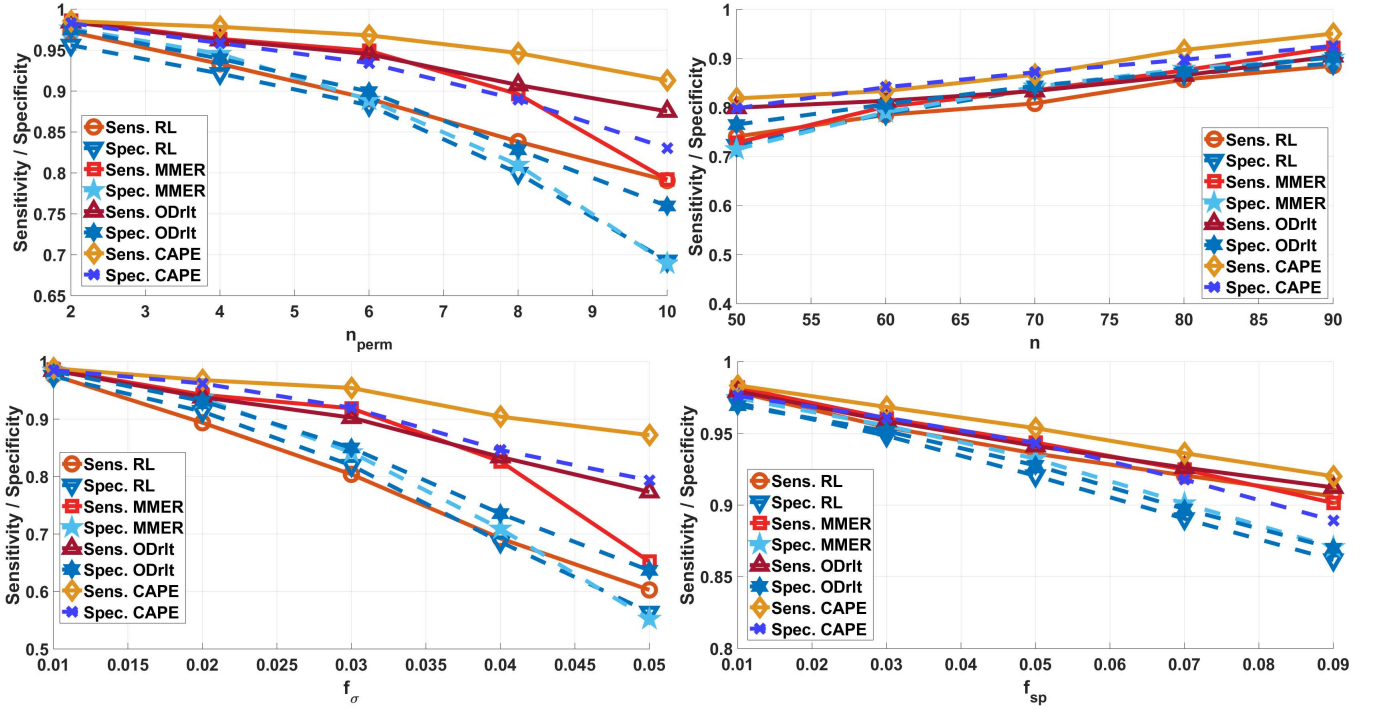 Sensitivity / Specificity
1
0.95
0.9
0.85
0.8
0.75
0.7
0.65
Sens. RL
Spec. RL
Sens. MMER
Spec. MMER
Sens. ODrlt
Spec. ODrlt
Sens. CAPE
Spec. CAPE
2 3 4 5 6 7 8 9 10
n_perm
Sensitivity / Specificity
1
0.9
0.8
0.7
0.6
0.5
0.4
Sens. RL
Spec. RL
Sens. MMER
Spec. MMER
Sens. ODrlt
Spec. ODrlt
Sens. CAPE
Spec. CAPE
50 55 60 65 70 75 80 85 90
n
Sensitivity / Specificity
1
0.9
0.8
0.7
0.6
0.5
Sens. RL
Spec. RL
Sens. MMER
Spec. MMER
Sens. ODrlt
Spec. ODrlt
Sens. CAPE
Spec. CAPE
0.01 0.015 0.02 0.025 0.03 0.035 0.04 0.045 0.05
f_σ
Sensitivity / Specificity
1
0.95
0.9
0.85
0.8
Sens. RL
Spec. RL
Sens. MMER
Spec. MMER
Sens. ODrlt
Spec. ODrlt
Sens. CAPE
Spec. CAPE
0.01 0.02 0.03 0.04 0.05 0.06 0.07 0.08 0.09
f_sp